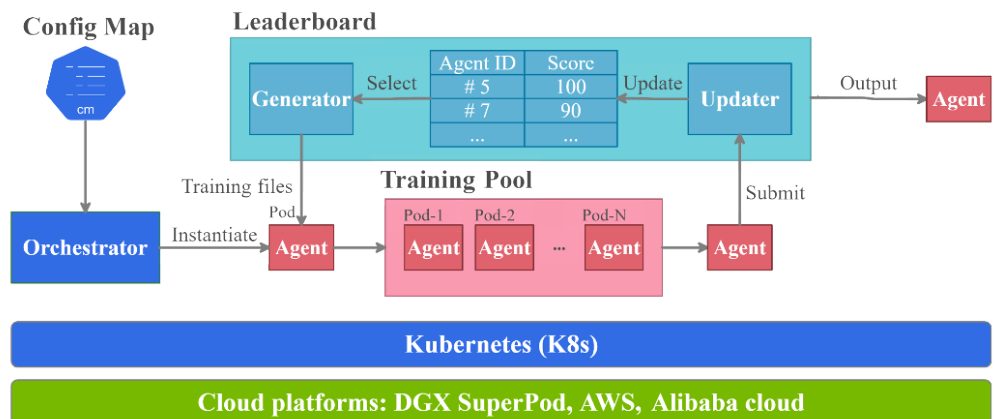 Config Map
cm
Leaderboard
Generator
Select
Agent ID Score
# 5 100
# 7 90
... ...
Update
Updater
Output
Agent
Training files
Pod
Training Pool
Submit
Orchestrator
Instantiate
Agent
Pod-1 Pod-2 Pod-N
Agent Agent ... Agent
Agent
Kubernetes (K8s)
Cloud platforms: DGX SuperPod, AWS, Alibaba cloud